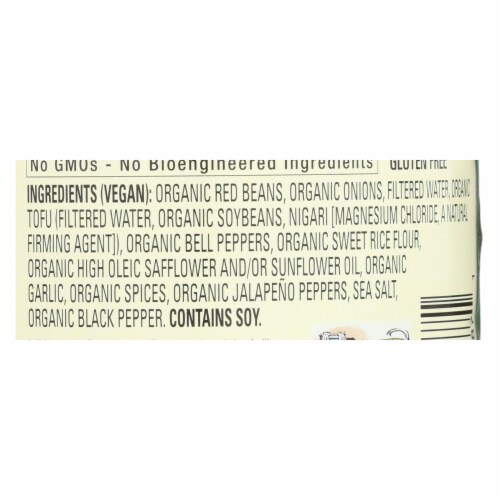 No GMOs - No Bioengineered Ingredients GLUTEN FREE
INGREDIENTS (VEGAN): ORGANIC RED BEANS, ORGANIC ONIONS, FILTERED WATER, ORGANIC
TOFU (FILTERED WATER, ORGANIC SOYBEANS, NIGARI [MAGNESIUM CHLORIDE, A NATURAL
FIRMING AGENT]), ORGANIC BELL PEPPERS, ORGANIC SWEET RICE FLOUR,
ORGANIC HIGH OLEIC SAFFLOWER AND/OR SUNFLOWER OIL, ORGANIC
GARLIC, ORGANIC SPICES, ORGANIC JALAPEÑO PEPPERS, SEA SALT,
ORGANIC BLACK PEPPER. CONTAINS SOY.